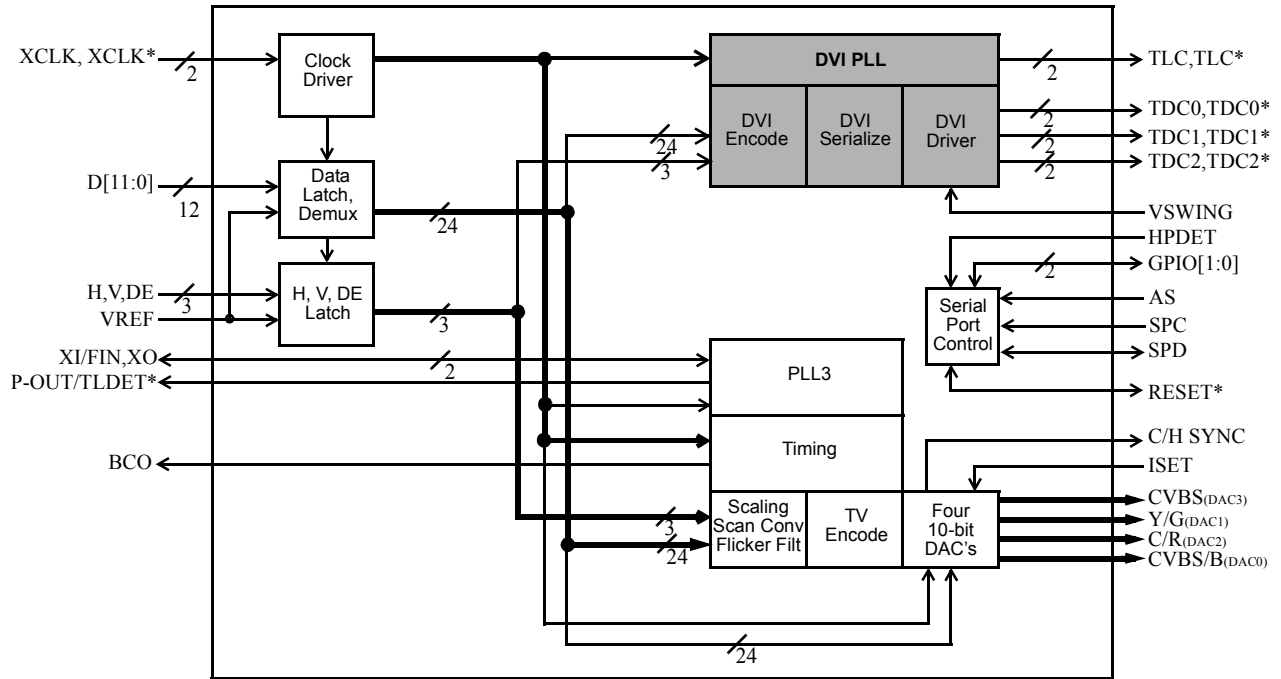 XCLK, XCLK*
2
Clock
Driver
DVI PLL
2
TLC,TLC*
DVI
Encode
DVI
Serialize
DVI
Driver
2
TDC0,TDC0*
24
2
TDC1,TDC1*
3
2
TDC2,TDC2*
D[11:0]
12
Data
Latch,
Demux
24
VSWING
HPDET
2
GPIO[1:0]
H,V,DE
3
VREF
H, V, DE
Latch
3
Serial
Port
Control
AS
SPC
SPD
XI/FIN,XO
2
P-OUT/TLDET*
PLL3
RESET*
Timing
C/H SYNC
BCO
ISET
3
24
Scaling
Scan Conv
Flicker Filt
TV
Encode
Four
10-bit
DAC's
CVBS(DAC3)
Y/G(DAC1)
C/R(DAC2)
CVBS/B(DAC0)
24